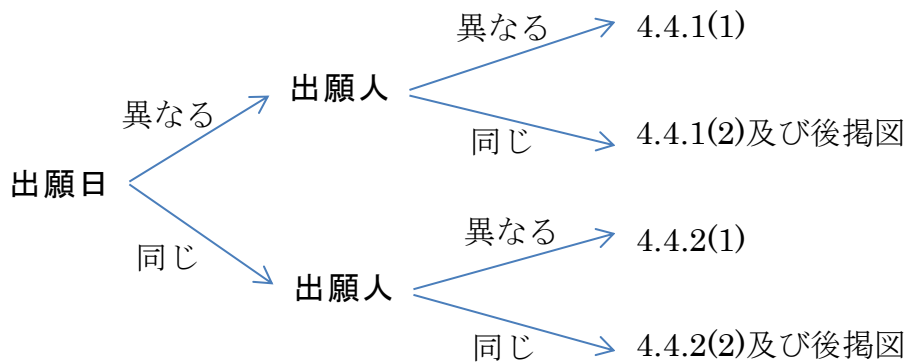 異なる 4.4.1(1)
出願人
異なる
同じ 4.4.1(2)及び後掲図
出願日
異なる 4.4.2(1)
同じ
出願人
同じ 4.4.2(2)及び後掲図